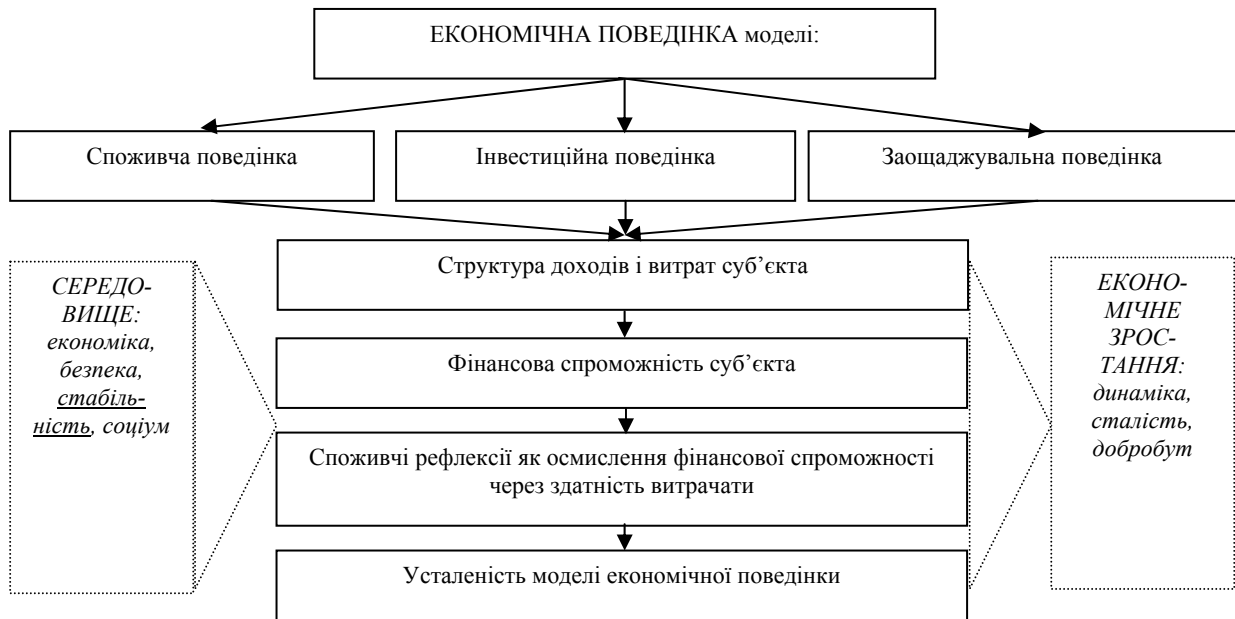 ЕКОНОМІЧНА ПОВЕДІНКА моделі:
Споживча поведінка
Інвестиційна поведінка
Заощаджувальна поведінка
Структура доходів і витрат суб’єкта
СЕРЕДО-
ВИЩЕ:
економіка,
безпека,
стабіль-
ність, соціум
Фінансова спроможність суб’єкта
Споживчі рефлексії як осмислення фінансової спроможності
через здатність витрачати
Усталеність моделі економічної поведінки
ЕКОНО-
МІЧНЕ
ЗРОС-
ТАННЯ:
динаміка,
сталість,
добробут